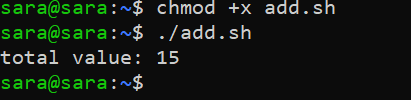 sara@sara:~$ chmod +x add.sh
sara@sara:~$ ./add.sh
total value: 15
sara@sara:~$